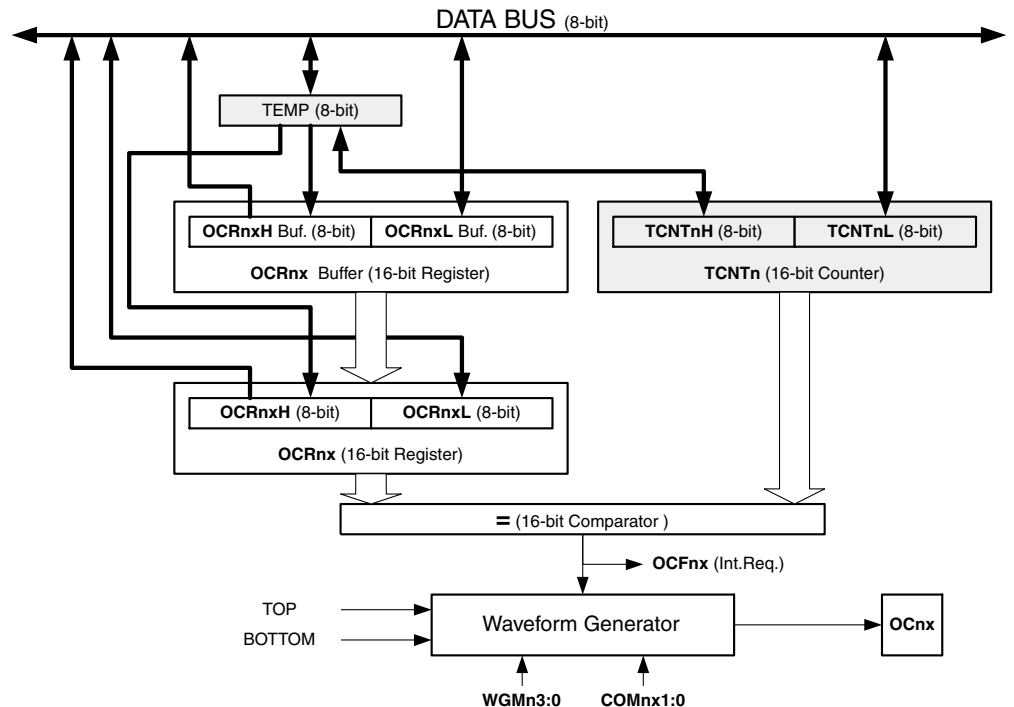 DATA BUS (8-bit)
TEMP (8-bit)
OCRnxH Buf. (8-bit) OCRnxL Buf. (8-bit)
OCRnx Buffer (16-bit Register)
TCNTnH (8-bit) TCNTnL (8-bit)
TCNTn (16-bit Counter)
OCRnxH (8-bit) OCRnxL (8-bit)
OCRnx (16-bit Register)
= (16-bit Comparator )
OCFnx (Int.Req.)
TOP
BOTTOM
Waveform Generator
OCnx
WGMn3:0 COMnx1:0